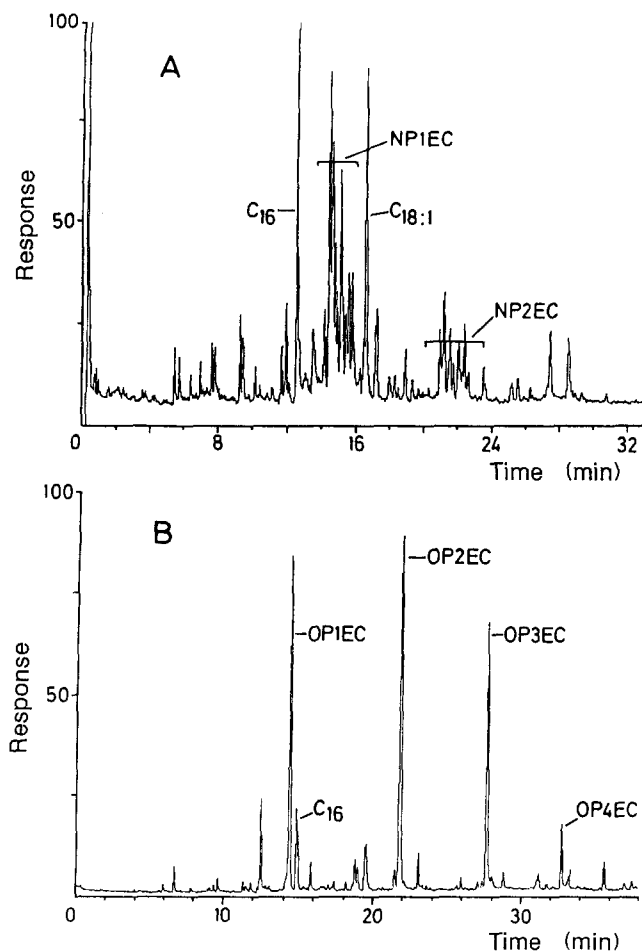 100
A
NP1EC
C16
C18:1
50
Response
NP2EC
0 8 16 24 32
Time (min)
100
B
OP2EC
OP1EC
OP3EC
50
Response
C16
OP4EC
0 10 20 30
Time (min)